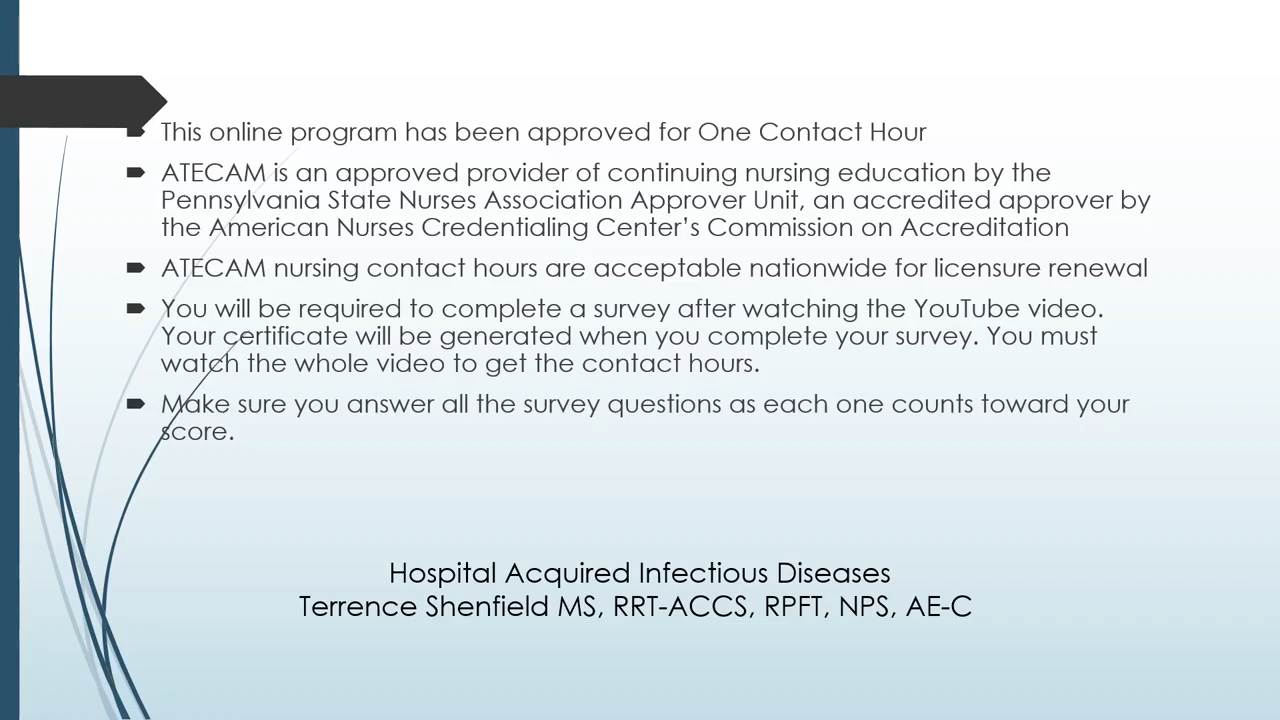 This online program has been approved for One Contact Hour
ATECAM is an approved provider of continuing nursing education by the
Pennsylvania State Nurses Association Approver Unit, an accredited approver by
the American Nurses Credentialing Center’s Commission on Accreditation
ATECAM nursing contact hours are acceptable nationwide for licensure renewal
You will be required to complete a survey after watching the YouTube video.
Your certificate will be generated when you complete your survey. You must
watch the whole video to get the contact hours.
Make sure you answer all the survey questions as each one counts toward your
score.
Hospital Acquired Infectious Diseases
Terrence Shenfield MS, RRT-ACCS, RPFT, NPS, AE-C